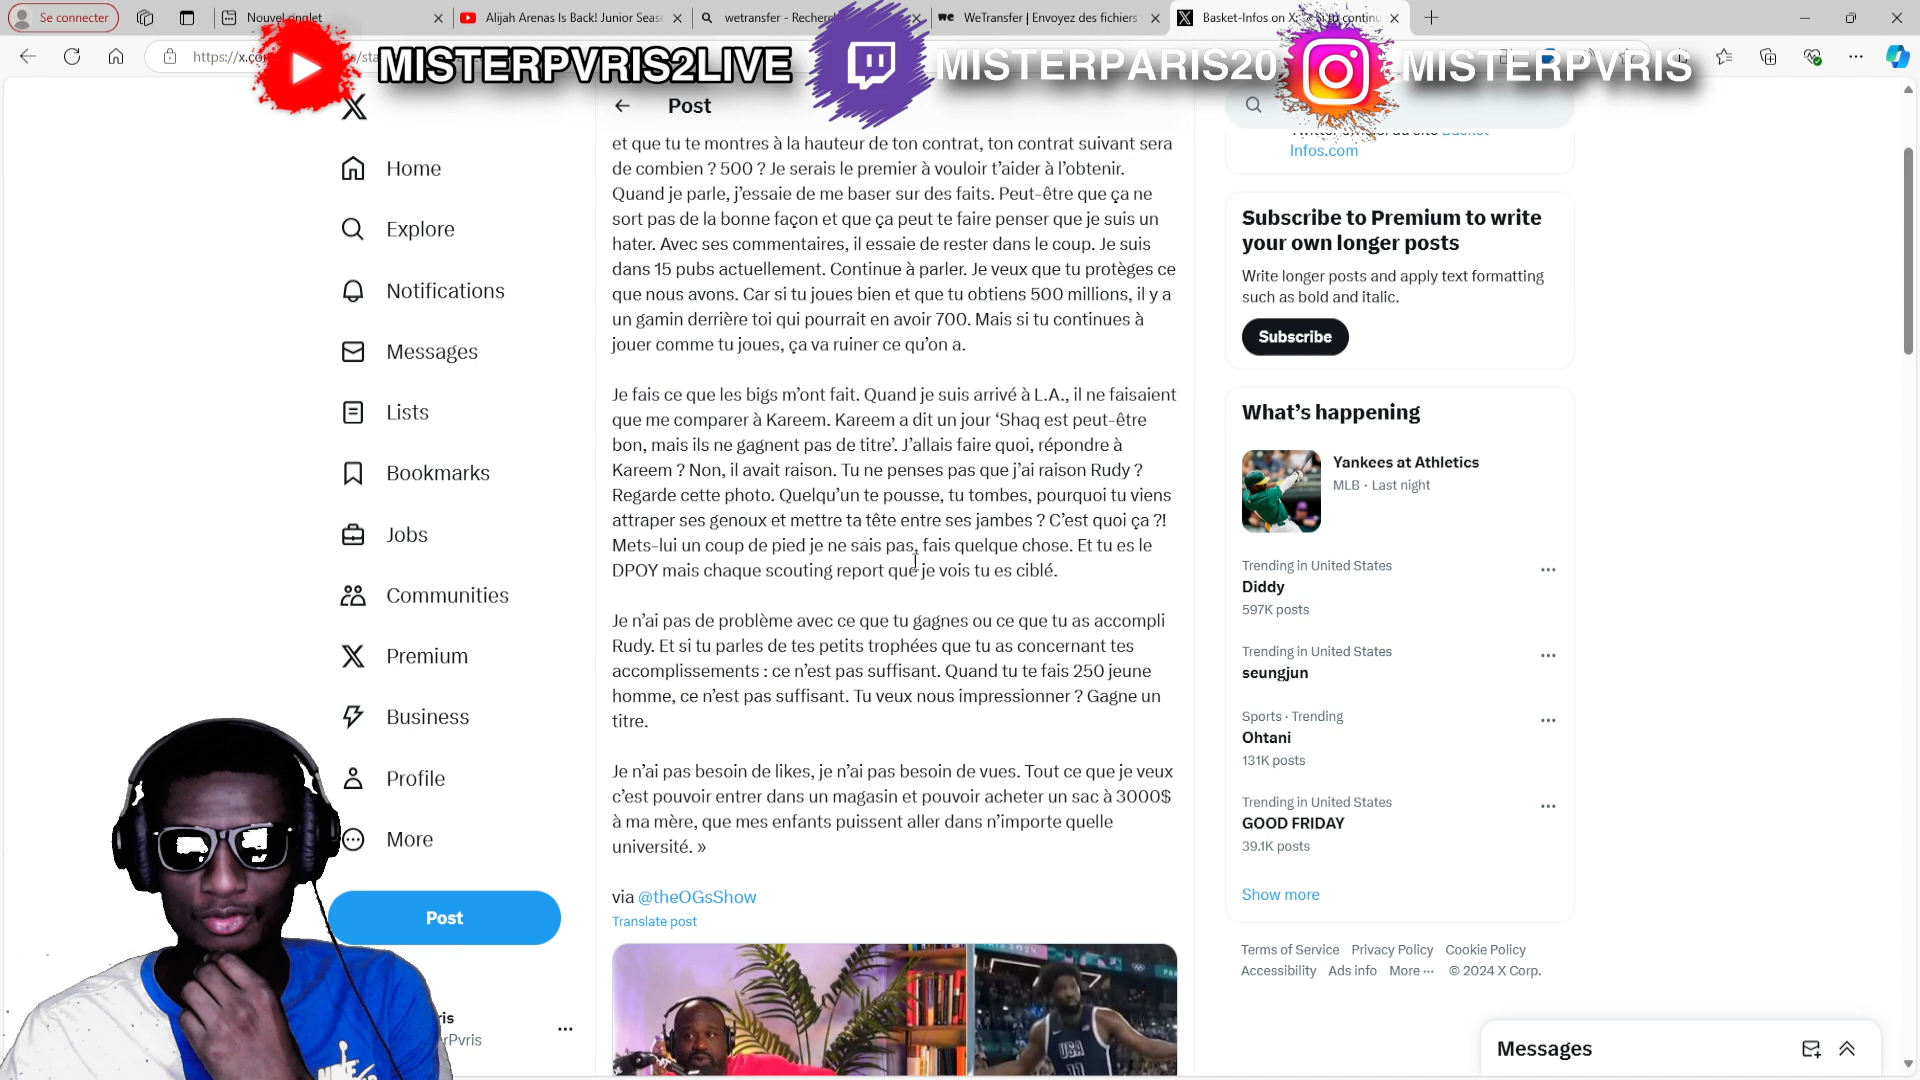 Se connecter
Nouvel onglet
Alijah Arenas Is Back! Junior Seas
wetransfer - Recherc
WeTransfer | Envoyez des fichiers
Basket-Infos on X: "« Si tu continu
https://x.co
MISTERPVRIS2LIVE
MISTERPARIS20
MISTERPVRIS
Post
Home
Explore
Notifications
Messages
Lists
Bookmarks
Jobs
Communities
Premium
Business
Profile
More
Post
et que tu te montres à la hauteur de ton contrat, ton contrat suivant sera
de combien ? 500 ? Je serais le premier à vouloir t’aider à l’obtenir.
Quand je parle, j’essaie de me baser sur des faits. Peut-être que ça ne
sort pas de la bonne façon et que ça peut te faire penser que je suis un
hater. Avec ses commentaires, il essaie de rester dans le coup. Je suis
dans 15 pubs actuellement. Continue à parler. Je veux que tu protèges ce
que nous avons. Car si tu joues bien et que tu obtiens 500 millions, il y a
un gamin derrière toi qui pourrait en avoir 700. Mais si tu continues à
jouer comme tu joues, ça va ruiner ce qu’on a.
Je fais ce que les bigs m’ont fait. Quand je suis arrivé à L.A., il ne faisaient
que me comparer à Kareem. Kareem a dit un jour ‘Shaq est peut-être
bon, mais ils ne gagnent pas de titre’. J’allais faire quoi, répondre à
Kareem ? Non, il avait raison. Tu ne penses pas que j’ai raison Rudy ?
Regarde cette photo. Quelqu’un te pousse, tu tombes, pourquoi tu viens
attraper ses genoux et mettre ta tête entre ses jambes ? C’est quoi ça ?!
Mets-lui un coup de pied je ne sais pas, fais quelque chose. Et tu es le
DPOY mais chaque scouting report que je vois tu es ciblé.
Je n’ai pas de problème avec ce que tu gagnes ou ce que tu as accompli
Rudy. Et si tu parles de tes petits trophées que tu as concernant tes
accomplissements : ce n’est pas suffisant. Quand tu te fais 250 jeune
homme, ce n’est pas suffisant. Tu veux nous impressionner ? Gagne un
titre.
Je n’ai pas besoin de likes, je n’ai pas besoin de vues. Tout ce que je veux
c’est pouvoir entrer dans un magasin et pouvoir acheter un sac à 3000$
à ma mère, que mes enfants puissent aller dans n’importe quelle
université. »
via @theOGsShow
Translate post
USA
Infos.com
Subscribe to Premium to write
your own longer posts
Write longer posts and apply text formatting
such as bold and italic.
Subscribe
What’s happening
Yankees at Athletics
MLB · Last night
Trending in United States
Diddy
597K posts
Trending in United States
seungjun
Sports · Trending
Ohtani
131K posts
Trending in United States
GOOD FRIDAY
39.1K posts
Show more
Terms of Service Privacy Policy Cookie Policy
Accessibility Ads info More ··· © 2024 X Corp.
Messages
ris
rPvris